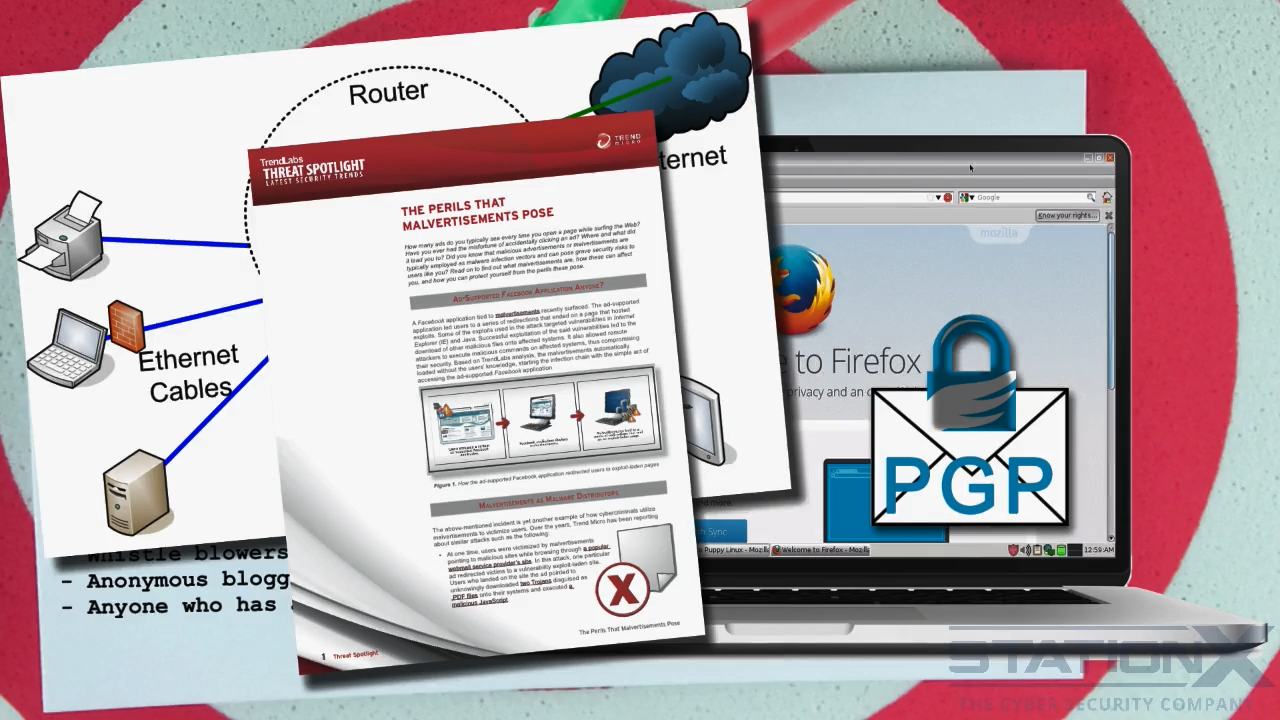 Router
ternet
Ethernet
Cables
TrendLabs
THREAT SPOTLIGHT
LATEST SECURITY TRENDS
TREND
MICRO
THE PERILS THAT
MALVERTISEMENTS POSE
How many ads do you typically see every time you open a page while surfing the Web?
Have you ever had the misfortune of accidentally clicking an ad? Where and what did
it lead you to? Did you know that malicious advertisements or malvertisements are
typically employed as malware infection vectors and can pose grave security risks to
users like you? Read on to find out what malvertisements are, how these can affect
you, and how you can protect yourself from the perils these pose.
AD-SUPPORTED FACEBOOK APPLICATION ANYONE?
A Facebook application tied to malvertisements recently surfaced. The ad-supported
application led users to a series of redirections that ended on a page that hosted
exploits. Some of the exploits used in the attack targeted vulnerabilities in Internet
Explorer (IE) and Java. Successful exploitation of the said vulnerabilities led to the
download of other malicious files onto affected systems. It also allowed remote
attackers to execute malicious commands on affected systems, thus compromising
their security. Based on TrendLabs analysis, the malvertisements automatically
loaded without the users' knowledge, starting the infection chain with the simple act of
accessing the ad-supported Facebook application
Figure 1. How the ad-supported Facebook application redirected users to exploit-laden pages
MALVERTISEMENTS AS MALWARE DISTRIBUTORS
The above-mentioned incident is yet another example of how cybercriminals utilize
malvertisements to victimize users. Over the years, Trend Micro has been reporting
about similar attacks such as the following:
• At one time, users were victimized by malvertisements
pointing to malicious sites while browsing through a popular
webmail service provider's site. In this attack, one particular
ad redirected victims to a vulnerability exploit-laden site.
Users who landed on the site the ad pointed to
unknowingly downloaded two Trojans disguised as
.PDF files onto their systems and executed a
malicious JavaScript.
X
The Perils That Malvertisements Pose
1 Threat Spotlight
Whistle blowers
- Anonymous blogg
- Anyone who has
Google
Know your rights...
mozilla
e to Firefox
privacy and an
nd more.
h Sync
Puppy Linux - Mozil
Welcome to Firefox - Mo
12:59AM
PGP
STATIONX
THE CYBER SECURITY COMPANY